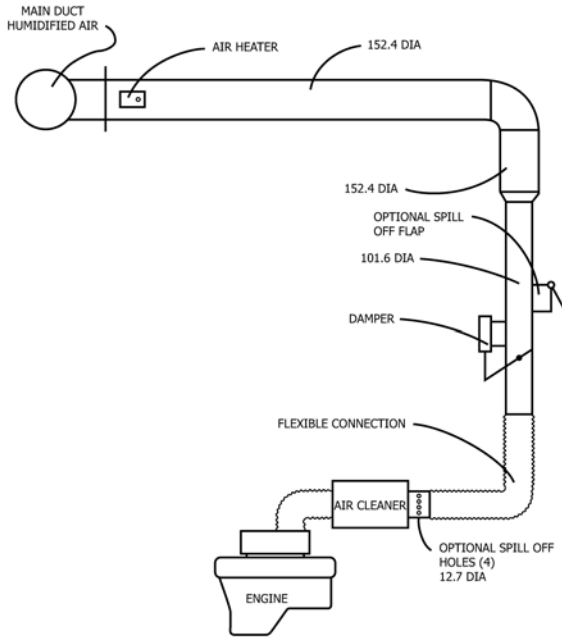 MAIN DUCT
HUMIDIFIED AIR
AIR HEATER
152.4 DIA
152.4 DIA
OPTIONAL SPILL
OFF FLAP
101.6 DIA
DAMPER
FLEXIBLE CONNECTION
AIR CLEANER
OPTIONAL SPILL OFF
HOLES (4)
12.7 DIA
ENGINE